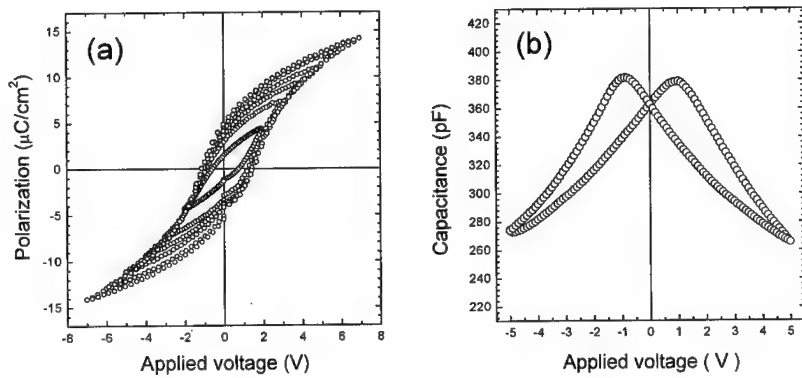 (a)
Polarization (µC/cm²)
15
10
5
0
-5
-10
-15
-8 -6 -4 -2 0 2 4 6 8
Applied voltage (V)
(b)
Capacitance (pF)
420
400
380
360
340
320
300
280
260
240
220
-5 -4 -3 -2 -1 0 1 2 3 4 5
Applied voltage ( V )